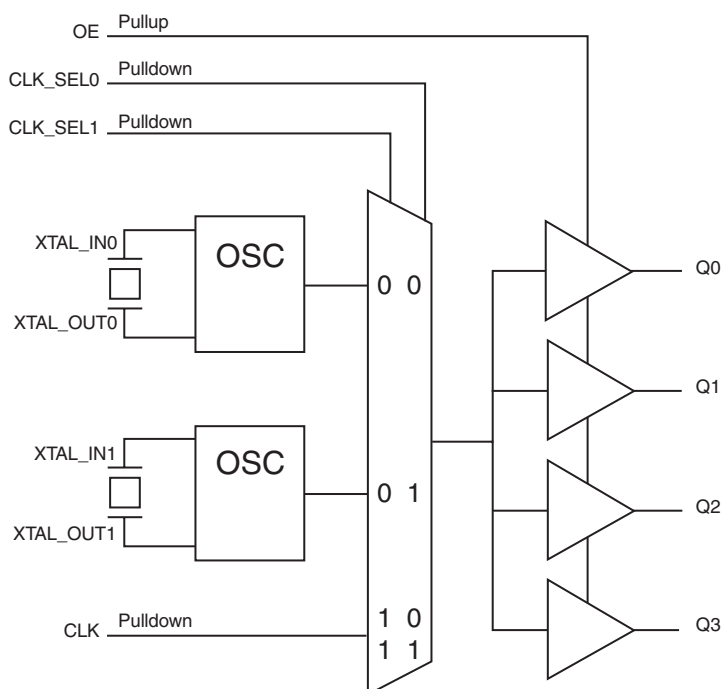 OE Pullup
CLK_SEL0 Pulldown
CLK_SEL1 Pulldown
XTAL_IN0
OSC
XTAL_OUT0
0 0
Q0
Q1
XTAL_IN1
OSC
XTAL_OUT1
0 1
Q2
CLK Pulldown
1 0
1 1
Q3